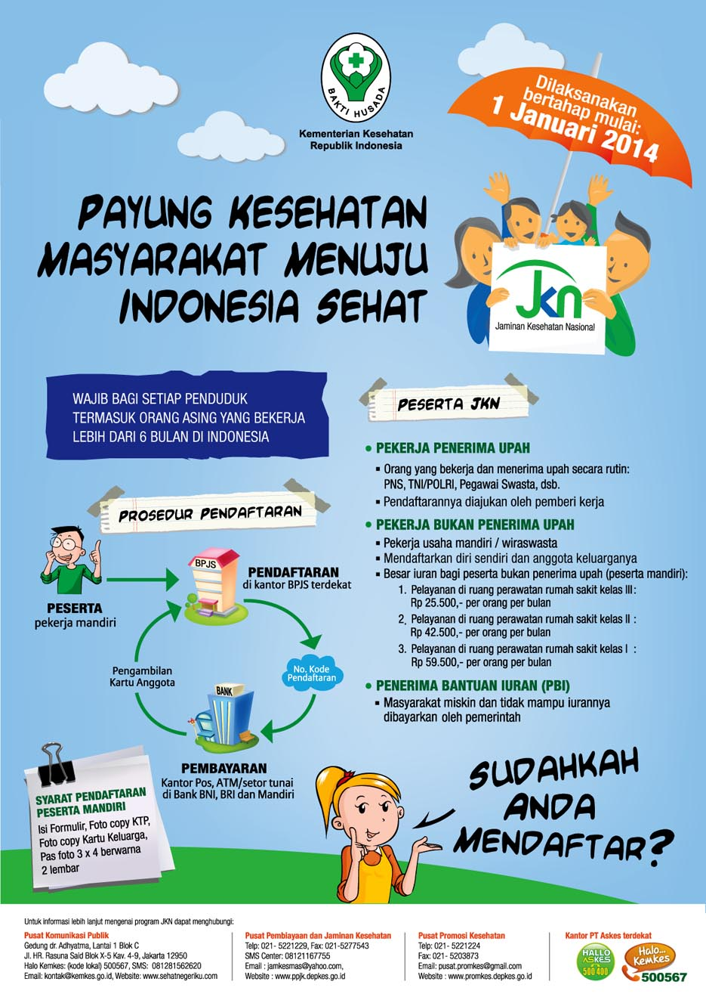 BAKTI HUSADA
Kementerian Kesehatan
Republik Indonesia
Dilaksanakan
bertahap mulai:
1 Januari 2014
PAYUNG KESEHATAN
MASYARAKAT MENUJU
INDONESIA SEHAT
Jkn
Jaminan Kesehatan Nasional
WAJIB BAGI SETIAP PENDUDUK
TERMASUK ORANG ASING YANG BEKERJA
LEBIH DARI 6 BULAN DI INDONESIA
PROSEDUR PENDAFTARAN
PESERTA
pekerja mandiri
BPJS
PENDAFTARAN
di kantor BPJS terdekat
No. Kode
Pendaftaran
Pengambilan
Kartu Anggota
BANK
PEMBAYARAN
Kantor Pos, ATM/setor tunai
di Bank BNI, BRI dan Mandiri
SYARAT PENDAFTARAN
PESERTA MANDIRI
Isi Formulir, Foto copy KTP,
Foto copy Kartu Keluarga,
Pas foto 3 x 4 berwarna
2 lembar
PESERTA JKN
• PEKERJA PENERIMA UPAH
▪ Orang yang bekerja dan menerima upah secara rutin:
PNS, TNI/POLRI, Pegawai Swasta, dsb.
▪ Pendaftarannya diajukan oleh pemberi kerja
• PEKERJA BUKAN PENERIMA UPAH
▪ Pekerja usaha mandiri / wiraswasta
▪ Mendaftarkan diri sendiri dan anggota keluarganya
▪ Besar iuran bagi peserta bukan penerima upah (peserta mandiri):
1. Pelayanan di ruang perawatan rumah sakit kelas III :
Rp 25.500,- per orang per bulan
2. Pelayanan di ruang perawatan rumah sakit kelas II :
Rp 42.500,- per orang per bulan
3. Pelayanan di ruang perawatan rumah sakit kelas I :
Rp 59.500,- per orang per bulan
• PENERIMA BANTUAN IURAN (PBI)
▪ Masyarakat miskin dan tidak mampu iurannya
dibayarkan oleh pemerintah
SUDAHKAH
ANDA
MENDAFTAR?
Untuk informasi lebih lanjut mengenai program JKN dapat menghubungi:
Pusat Komunikasi Publik
Gedung dr. Adhyatma, Lantai 1 Blok C
Jl. HR. Rasuna Said Blok X-5 Kav. 4-9, Jakarta 12950
Halo Kemkes: (kode lokal) 500567, SMS: 081281562620
Email: kontak@kemkes.go.id, Website: www.sehatnegeriku.com
Pusat Pembiayaan dan Jaminan Kesehatan
Telp: 021- 5221229, Fax: 021-5277543
SMS Center: 08121167755
Email : jamkesmas@yahoo.com,
Website : www.ppjk.depkes.go.id
Pusat Promosi Kesehatan
Telp: 021- 5221224
Fax: 021- 5203873
Email: pusat.promkes@gmail.com
Website : www.promkes.depkes.go.id
Kantor PT Askes terdekat
HALLO
ASKES
500 400
Halo...
Kemkes
500567